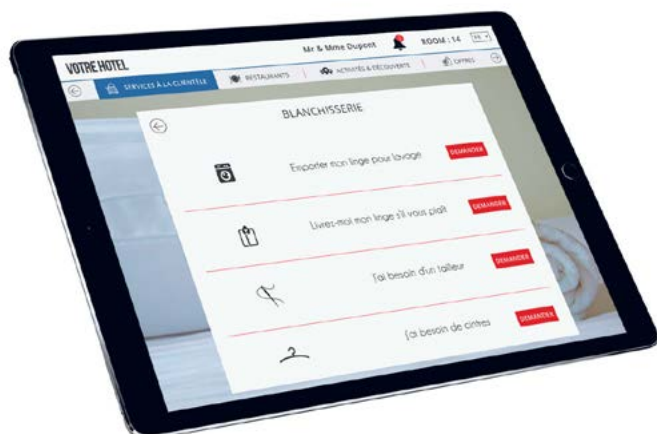 VOTRE HOTEL
Mr & Mme Dupont
ROOM : 14
SERVICES À LA CLIENTÈLE
RESTAURANTS
ACTIVITÉS & DÉCOUVERTES
OFFRES
BLANCHISSERIE
Emporter mon linge pour lavage
DEMANDER
Livrez-moi mon linge s'il vous plaît
DEMANDER
J'ai besoin d'un tailleur
DEMANDER
J'ai besoin de cintres
DEMANDER